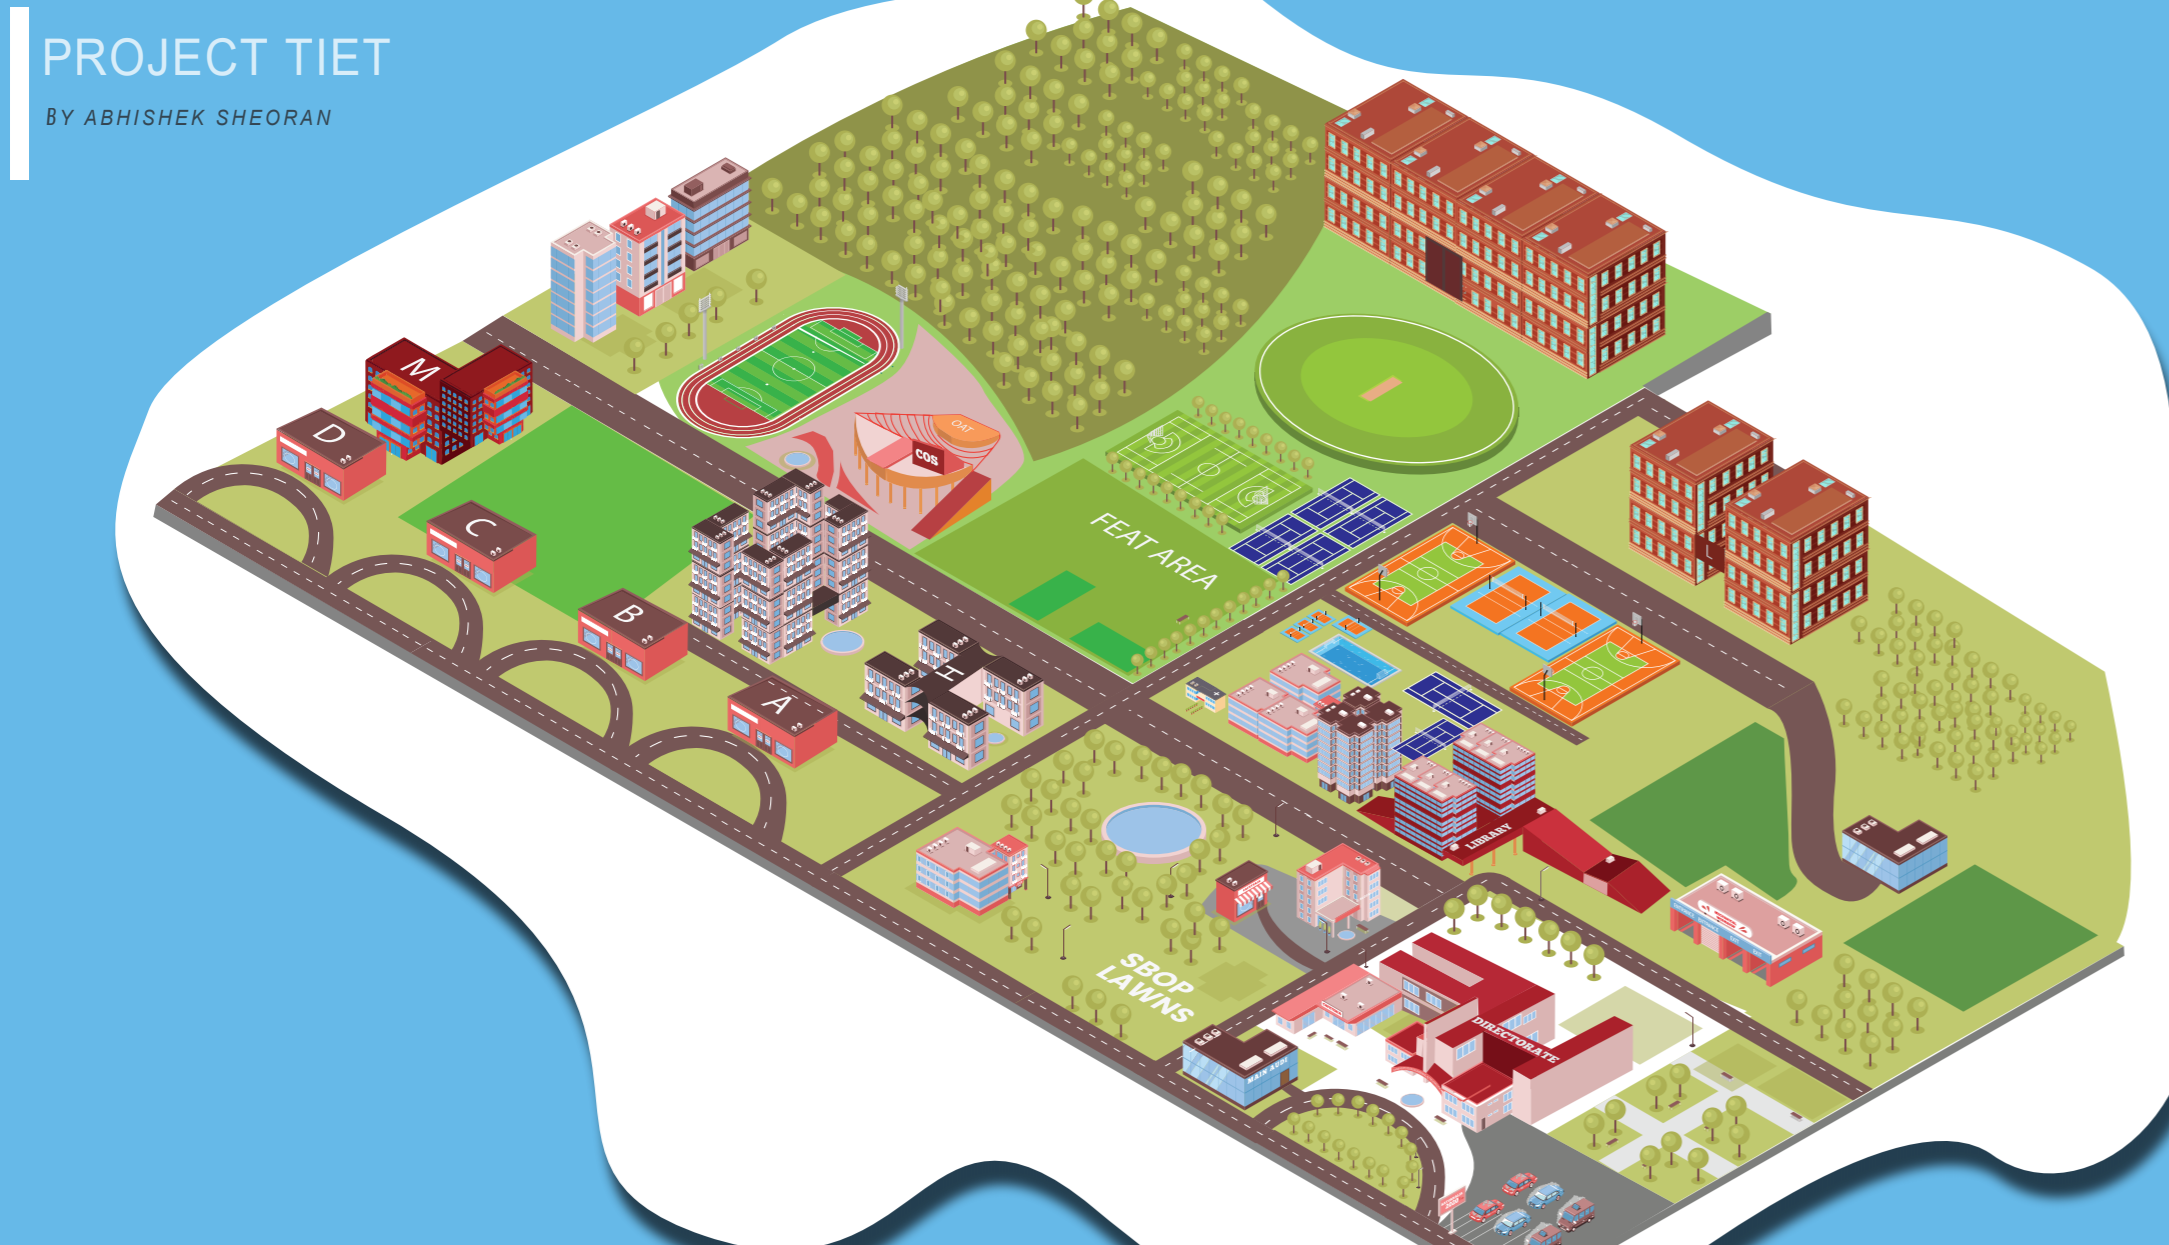 PROJECT TIET
BY ABHISHEK SHEORAN
M
D
C
B
A
H
OAT
COS
FEAT AREA
L
LIBRARY
SBOP
LAWNS
DIRECTORATE
MAIN AUDI